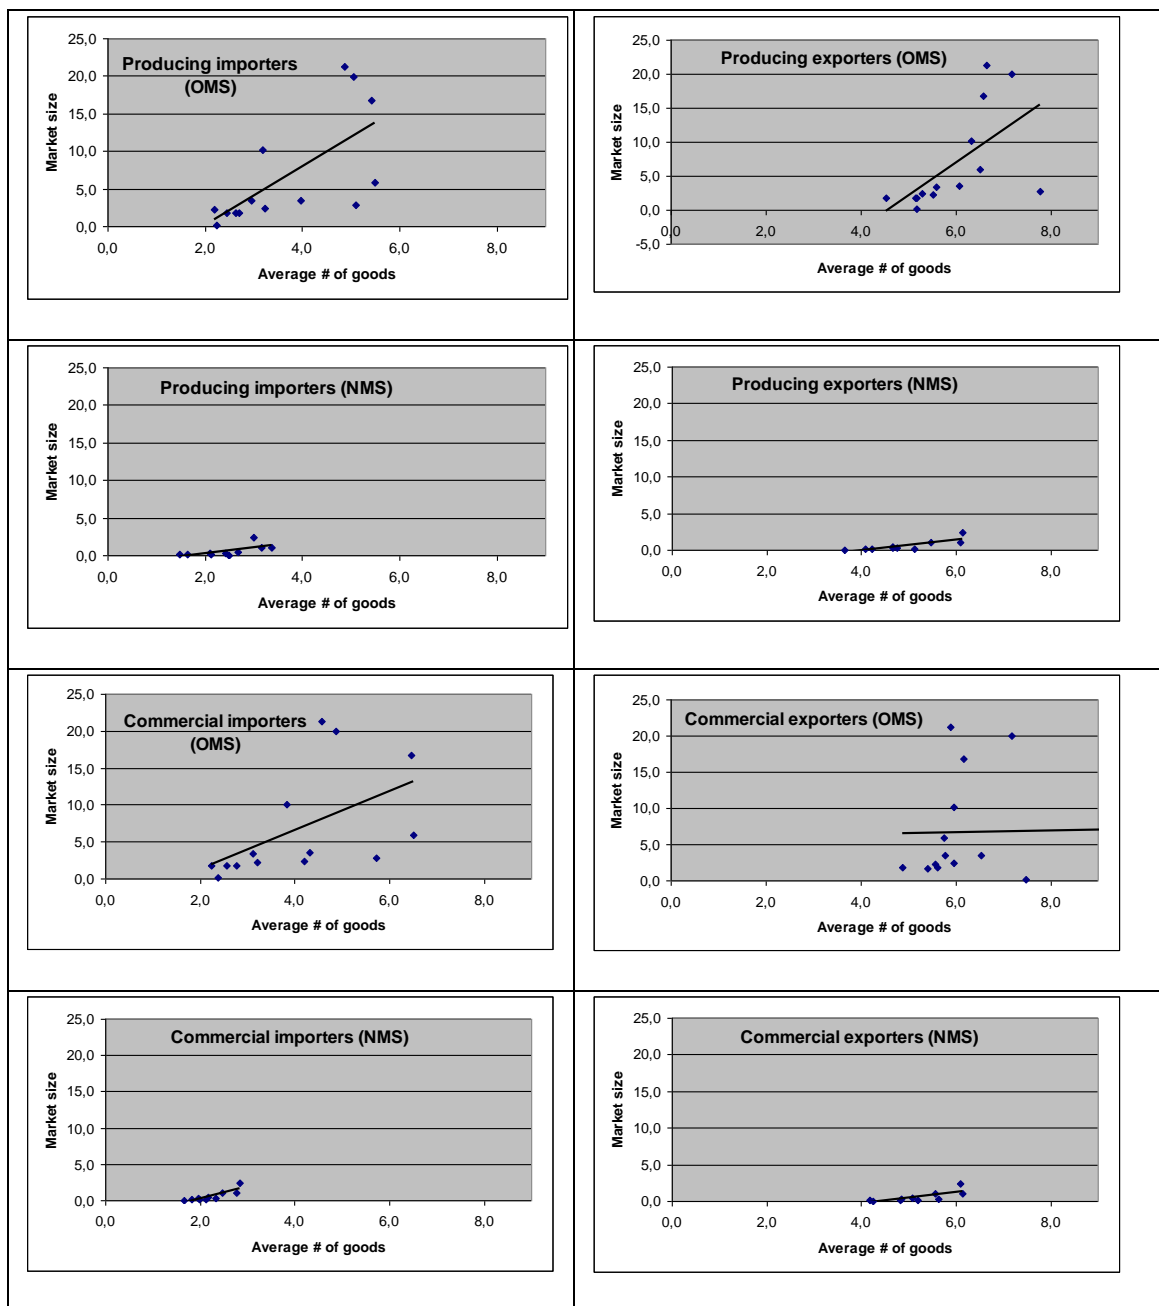 Producing importers
(OMS)
Market size
25,0
20,0
15,0
10,0
5,0
0,0
0,0 2,0 4,0 6,0 8,0
Average # of goods
Producing exporters (OMS)
Market size
25,0
20,0
15,0
10,0
5,0
0,0
-5,0
0,0 2,0 4,0 6,0 8,0
Average # of goods
Producing importers (NMS)
Market size
25,0
20,0
15,0
10,0
5,0
0,0
0,0 2,0 4,0 6,0 8,0
Average # of goods
Producing exporters (NMS)
Market size
25,0
20,0
15,0
10,0
5,0
0,0
0,0 2,0 4,0 6,0 8,0
Average # of goods
Commercial importers
(OMS)
Market size
25,0
20,0
15,0
10,0
5,0
0,0
0,0 2,0 4,0 6,0 8,0
Average # of goods
Commercial exporters (OMS)
Market size
25,0
20,0
15,0
10,0
5,0
0,0
0,0 2,0 4,0 6,0 8,0
Average # of goods
Commercial importers (NMS)
Market size
25,0
20,0
15,0
10,0
5,0
0,0
0,0 2,0 4,0 6,0 8,0
Average # of goods
Commercial exporters (NMS)
Market size
25,0
20,0
15,0
10,0
5,0
0,0
0,0 2,0 4,0 6,0 8,0
Average # of goods